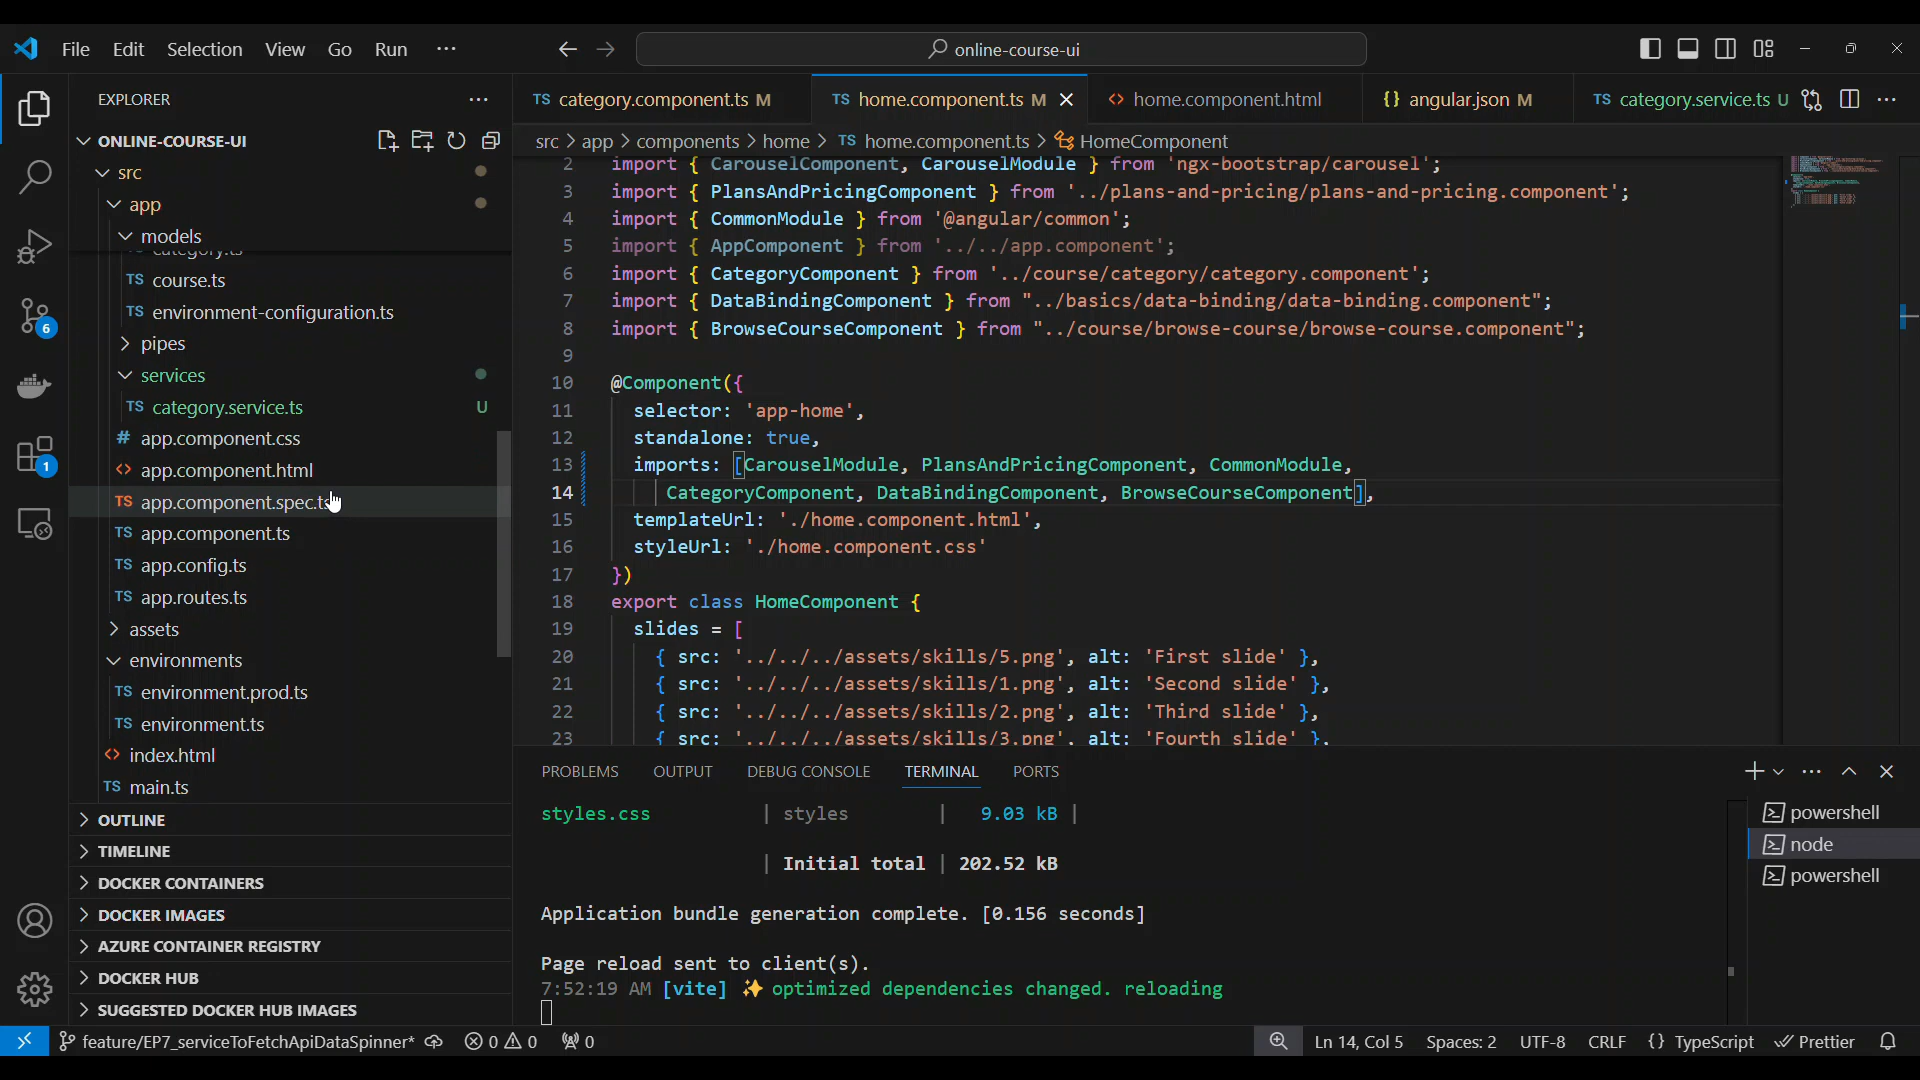 File Edit Selection View Go Run ···
online-course-ui
EXPLORER
ONLINE-COURSE-UI
src
app
models
category.ts
TS course.ts
TS environment-configuration.ts
pipes
services
TS category.service.ts U
# app.component.css
<> app.component.html
TS app.component.spec.ts
TS app.component.ts
TS app.config.ts
TS app.routes.ts
assets
environments
TS environment.prod.ts
TS environment.ts
<> index.html
TS main.ts
OUTLINE
TIMELINE
DOCKER CONTAINERS
DOCKER IMAGES
AZURE CONTAINER REGISTRY
DOCKER HUB
SUGGESTED DOCKER HUB IMAGES
6
1
TS category.component.ts M
TS home.component.ts M
<> home.component.html
{} angular.json M
TS category.service.ts U
src > app > components > home > TS home.component.ts > HomeComponent
2 import { CarouselComponent, CarouselModule } from 'ngx-bootstrap/carousel';
3 import { PlansAndPricingComponent } from '../plans-and-pricing/plans-and-pricing.component';
4 import { CommonModule } from '@angular/common';
5 import { AppComponent } from '../../app.component';
6 import { CategoryComponent } from '../course/category/category.component';
7 import { DataBindingComponent } from "../basics/data-binding/data-binding.component";
8 import { BrowseCourseComponent } from "../course/browse-course/browse-course.component";
9
10 @Component({
11 selector: 'app-home',
12 standalone: true,
13 imports: [CarouselModule, PlansAndPricingComponent, CommonModule,
14 CategoryComponent, DataBindingComponent, BrowseCourseComponent],
15 templateUrl: './home.component.html',
16 styleUrl: './home.component.css'
17 })
18 export class HomeComponent {
19 slides = [
20 { src: '../../../assets/skills/5.png', alt: 'First slide' },
21 { src: '../../../assets/skills/1.png', alt: 'Second slide' },
22 { src: '../../../assets/skills/2.png', alt: 'Third slide' },
23 { src: '../../../assets/skills/3.png', alt: 'Fourth slide' },
PROBLEMS OUTPUT DEBUG CONSOLE TERMINAL PORTS
styles.css | styles | 9.03 kB |
| Initial total | 202.52 kB
Application bundle generation complete. [0.156 seconds]
Page reload sent to client(s).
7:52:19 AM [vite] ✨ optimized dependencies changed. reloading
powershell
node
powershell
feature/EP7_serviceToFetchApiDataSpinner* 0 0 0
Ln 14, Col 5 Spaces: 2 UTF-8 CRLF {} TypeScript Prettier